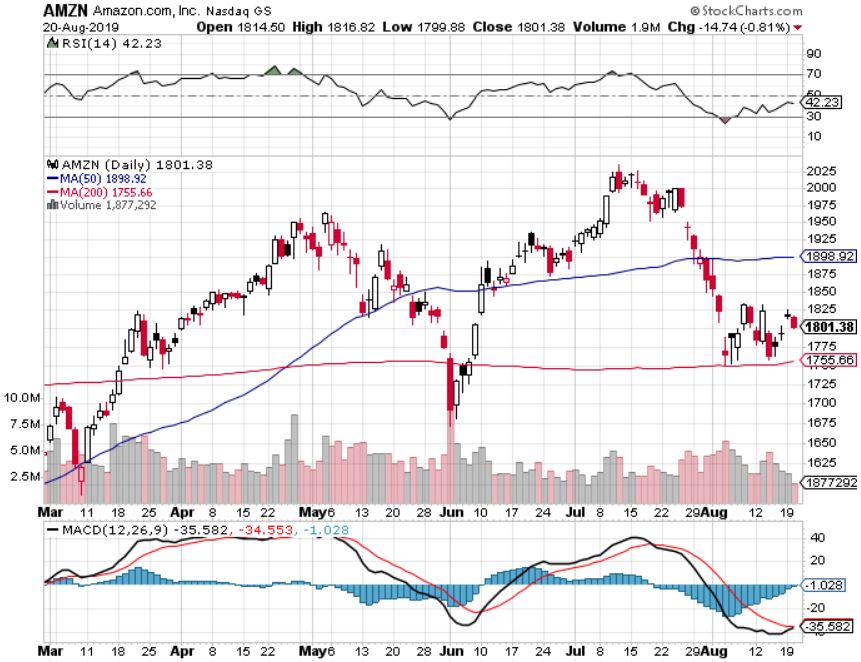 AMZN Amazon.com, Inc. Nasdaq GS © StockCharts.com
20-Aug-2019 Open 1814.50 High 1816.82 Low 1799.88 Close 1801.38 Volume 1.9M Chg -14.74 (-0.81%)
RSI(14) 42.23
90
70
50
42.23
30
10
AMZN (Daily) 1801.38
MA(50) 1898.92
MA(200) 1755.66
Volume 1,877,292
2025
2000
1975
1950
1925
1898.92
1875
1850
1825
1801.38
1775
1755.66
1750
1725
1700
1675
1650
1625
1877292
10.0M
7.5M
5.0M
2.5M
Mar 11 18 25 Apr 8 15 22 May 6 13 20 28 Jun 10 17 24 Jul 8 15 22 29 Aug 12 19
MACD(12,26,9) -35.582, -34.553, -1.028
40
20
-1.028
-20
-35.582
Mar 11 18 25 Apr 8 15 22 May 6 13 20 28 Jun 10 17 24 Jul 8 15 22 29 Aug 12 19